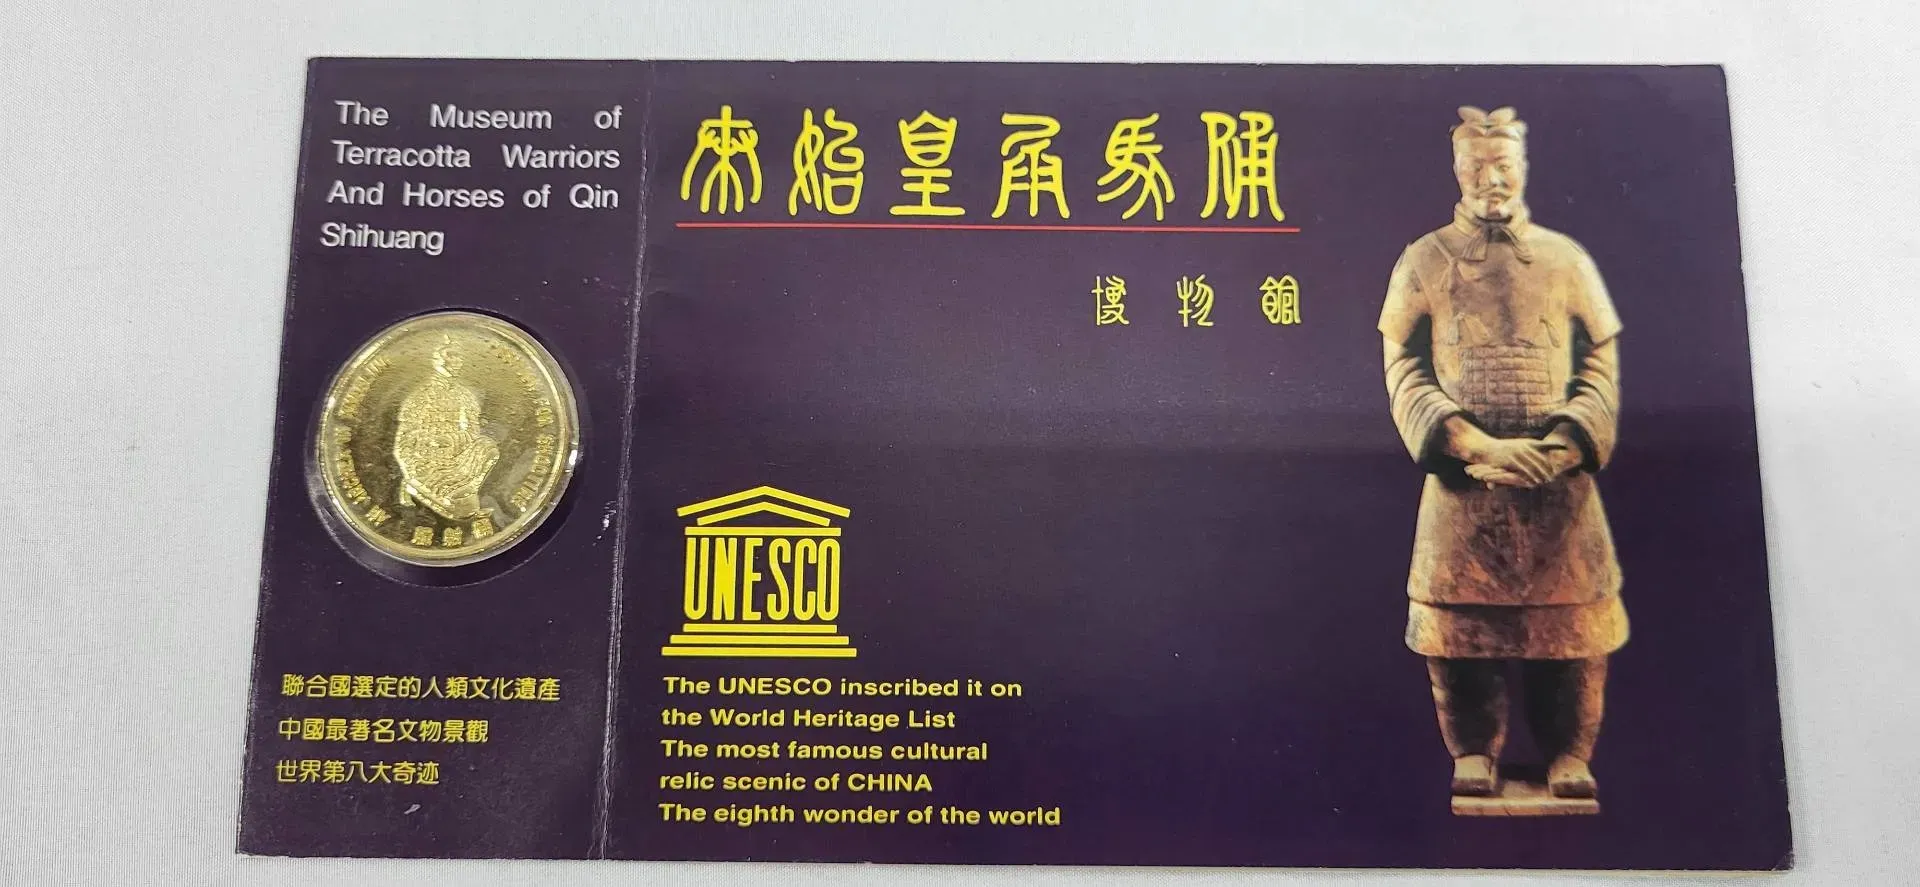 The Museum of
Terracotta Warriors
And Horses of Qin
Shihuang
聯合國選定的人類文化遺產
中國最著名文物景觀
世界第八大奇迹
秦始皇兵馬俑
博物館
UNESCO
The UNESCO inscribed it on
the World Heritage List
The most famous cultural
relic scenic of CHINA
The eighth wonder of the world